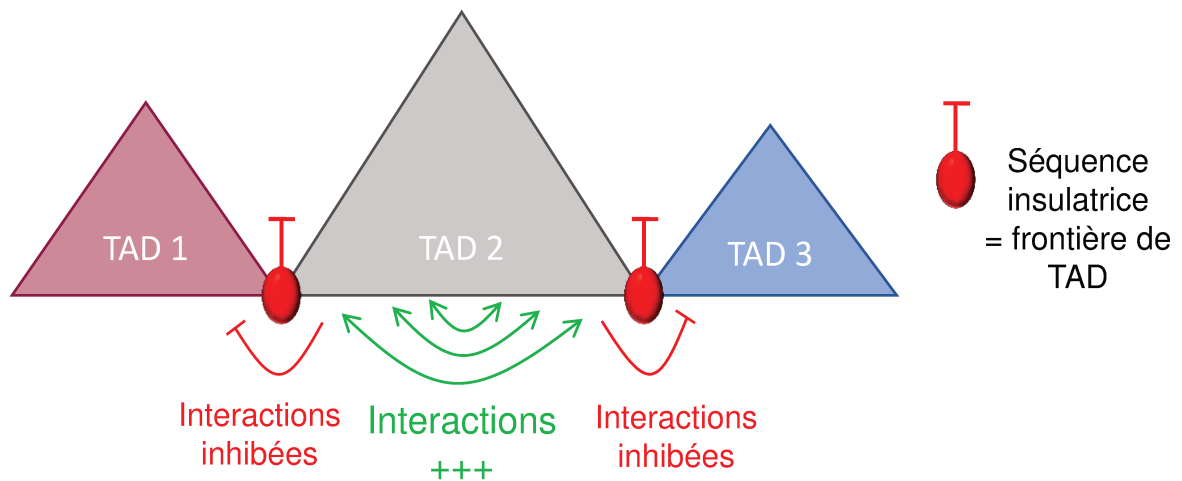 TAD 1
TAD 2
TAD 3
Séquence
insulatrice
= frontière de
TAD
Interactions
inhibées
Interactions
+++
Interactions
inhibées